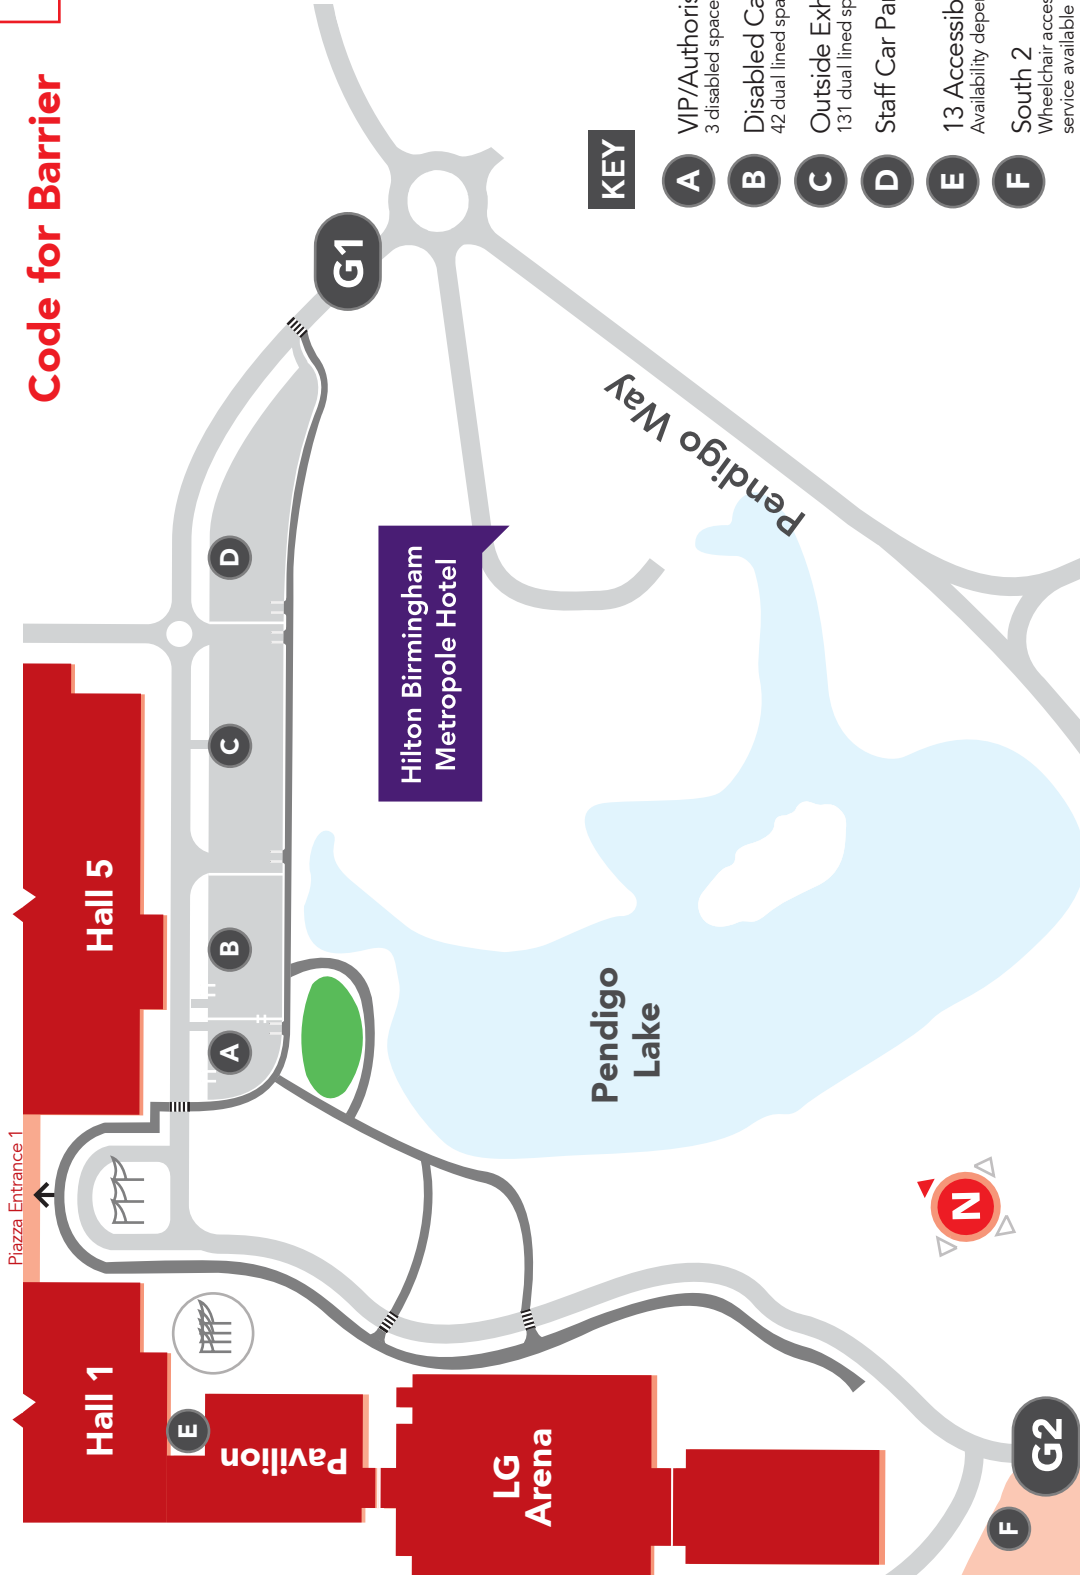 Code for Barrier
Piazza Entrance 1
Hall 5
Hall 1
Pavilion
LG
Arena
Hilton Birmingham
Metropole Hotel
Pendigo Way
Pendigo
Lake
G1
G2
A
B
C
D
E
F
N
KEY
A
VIP/Authoris
3 disabled space
B
Disabled Ca
42 dual lined spa
C
Outside Exh
131 dual lined sp
D
Staff Car Par
E
13 Accessib
Availability deper
F
South 2
Wheelchair acces
service available